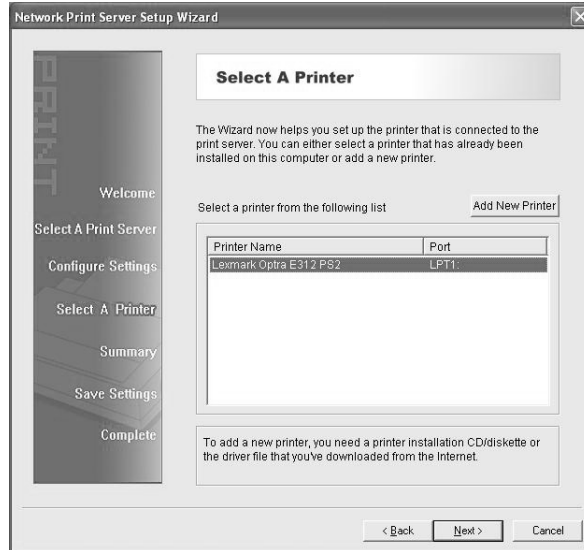 Network Print Server Setup Wizard
PRINT
Select A Printer
The Wizard now helps you set up the printer that is connected to the
print server. You can either select a printer that has already been
installed on this computer or add a new printer.
Welcome
Select A Print Server
Configure Settings
Select A Printer
Summary
Save Settings
Complete
Select a printer from the following list
Add New Printer
Printer Name Port
Lexmark Optra E312 PS2 LPT1:
To add a new printer, you need a printer installation CD/diskette or
the driver file that you've downloaded from the Internet.
< Back Next > Cancel